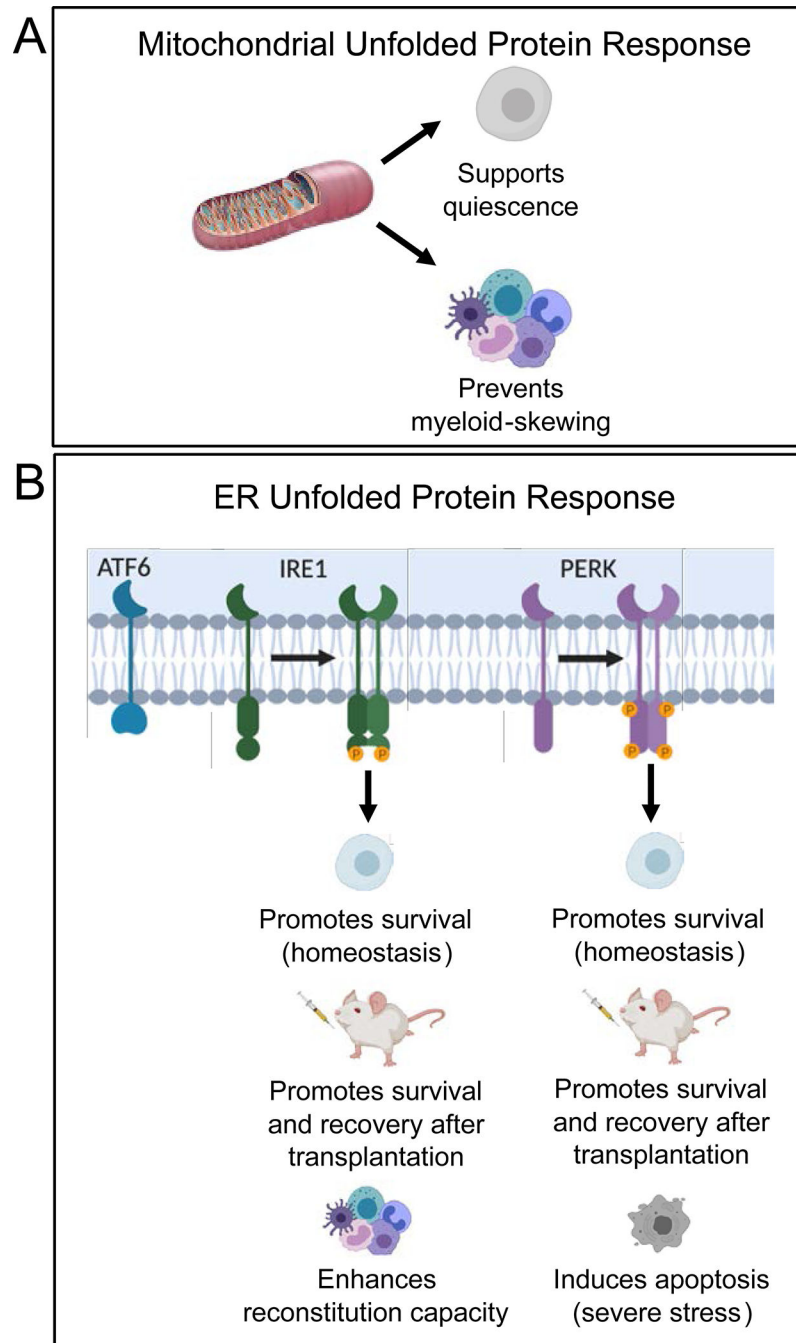 A
Mitochondrial Unfolded Protein Response
Supports
quiescence
Prevents
myeloid-skewing
B
ER Unfolded Protein Response
ATF6
IRE1
PERK
P P
P P
P P
Promotes survival
(homeostasis)
Promotes survival
(homeostasis)
Promotes survival
and recovery after
transplantation
Promotes survival
and recovery after
transplantation
Enhances
reconstitution capacity
Induces apoptosis
(severe stress)